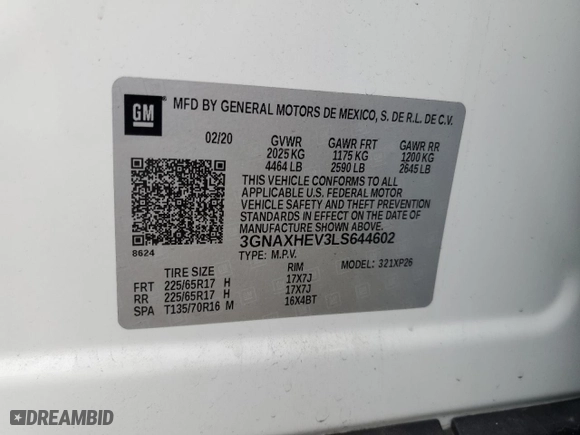 GM
MFD BY GENERAL MOTORS DE MEXICO, S. DE R.L. DE C.V.
02/20 GVWR GAWR FRT GAWR RR
2025 KG 1175 KG 1200 KG
4464 LB 2590 LB 2645 LB
THIS VEHICLE CONFORMS TO ALL
APPLICABLE U.S. FEDERAL MOTOR
VEHICLE SAFETY AND THEFT PREVENTION
STANDARDS IN EFFECT ON THE DATE OF
MANUFACTURE SHOWN ABOVE.
8624 3GNAXHEV3LS644602
TYPE: M.P.V. MODEL: 321XP26
TIRE SIZE RIM
FRT 225/65R17 H 17X7J
RR 225/65R17 H 17X7J
SPA T135/70R16 M 16X4BT
DREAMBID